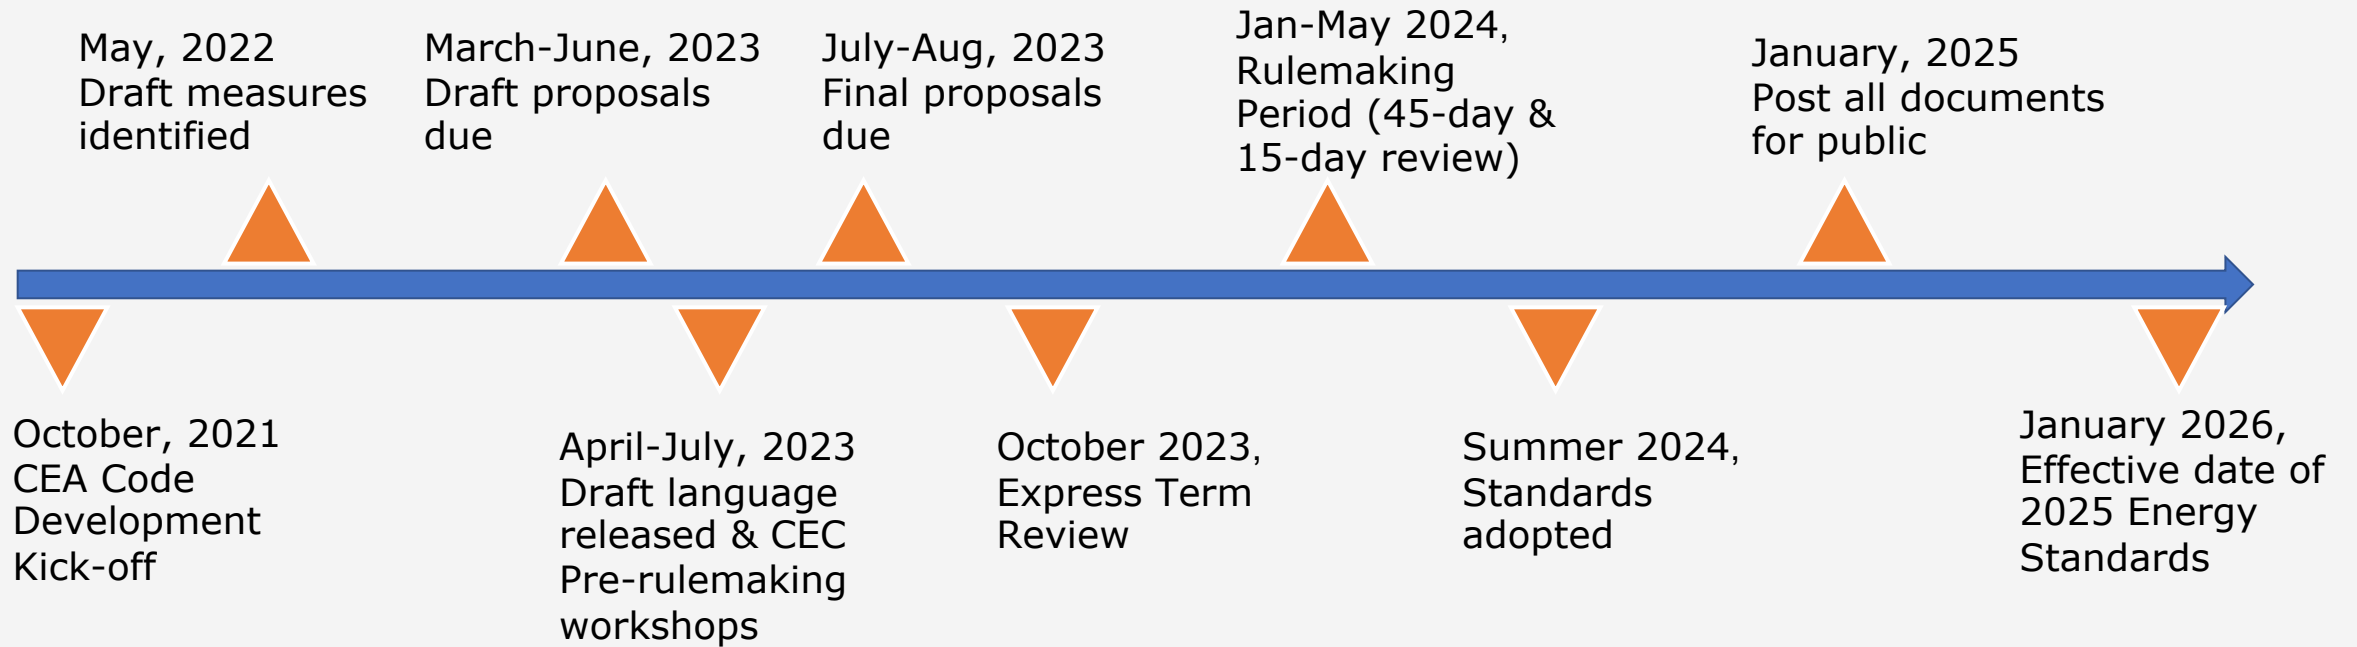 May, 2022
Draft measures
identified
March-June, 2023
Draft proposals
due
July-Aug, 2023
Final proposals
due
Jan-May 2024,
Rulemaking
Period (45-day &
15-day review)
January, 2025
Post all documents
for public
October, 2021
CEA Code
Development
Kick-off
April-July, 2023
Draft language
released & CEC
Pre-rulemaking
workshops
October 2023,
Express Term
Review
Summer 2024,
Standards
adopted
January 2026,
Effective date of
2025 Energy
Standards